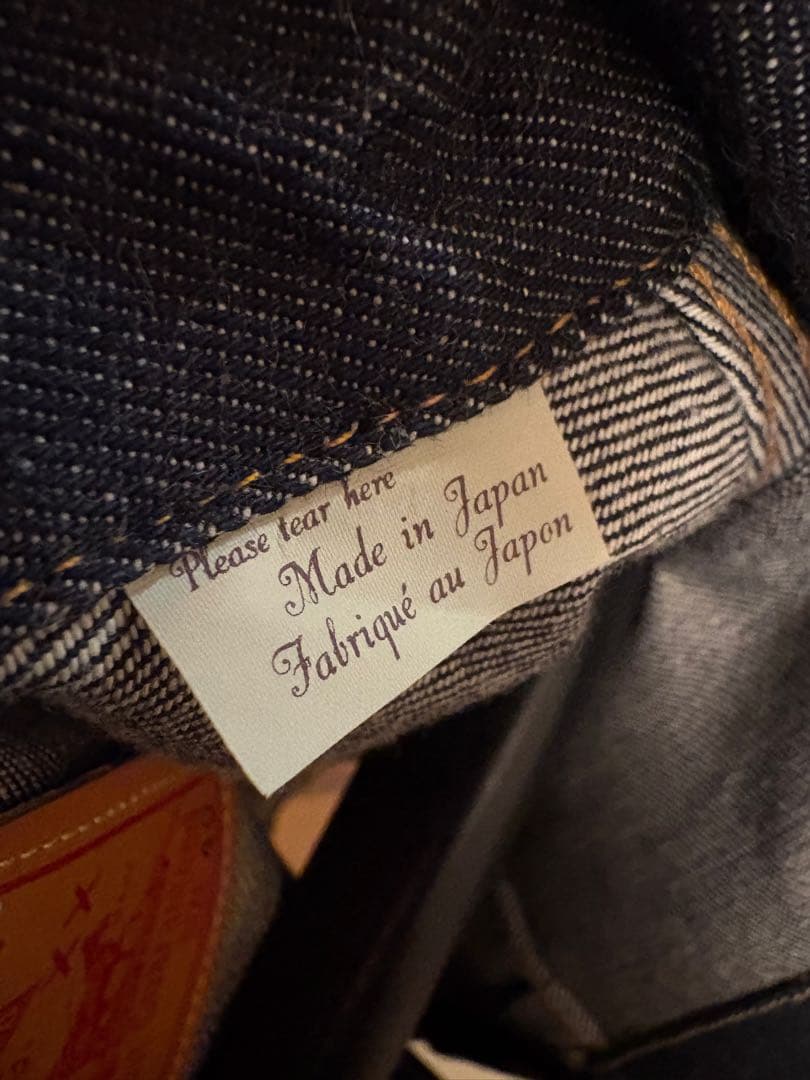 Please tear here
Made in Japan
Fabriqué au Japon